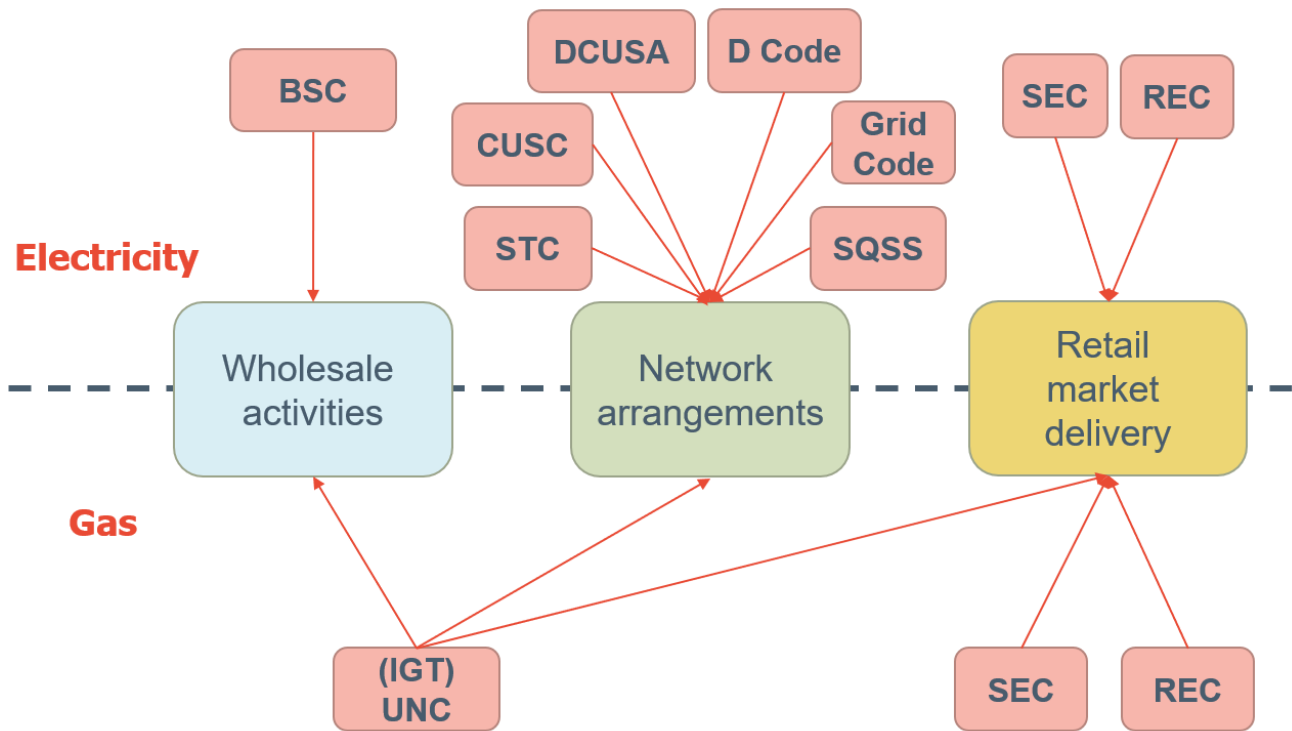 DCUSA
D Code
BSC
SEC
REC
CUSC
Grid
Code
STC
SQSS
Electricity
Wholesale
activities
Network
arrangements
Retail
market
delivery
Gas
(IGT)
UNC
SEC
REC